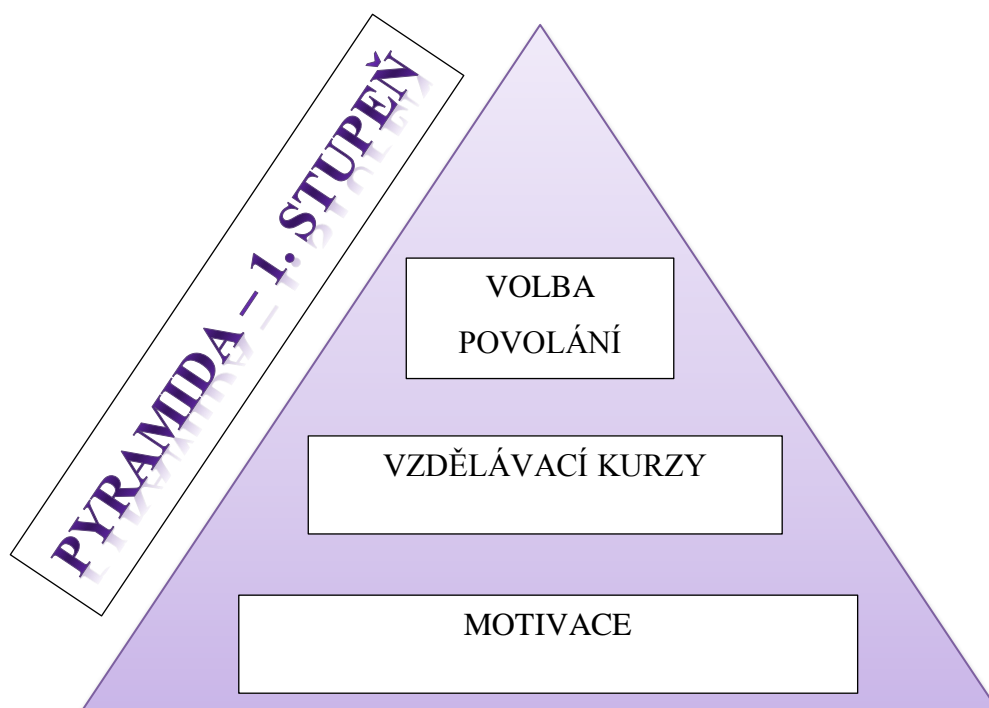 PYRAMIDA – 1. STUPEŇ
VOLBA
POVOLÁNÍ
VZDĚLÁVACÍ KURZY
MOTIVACE